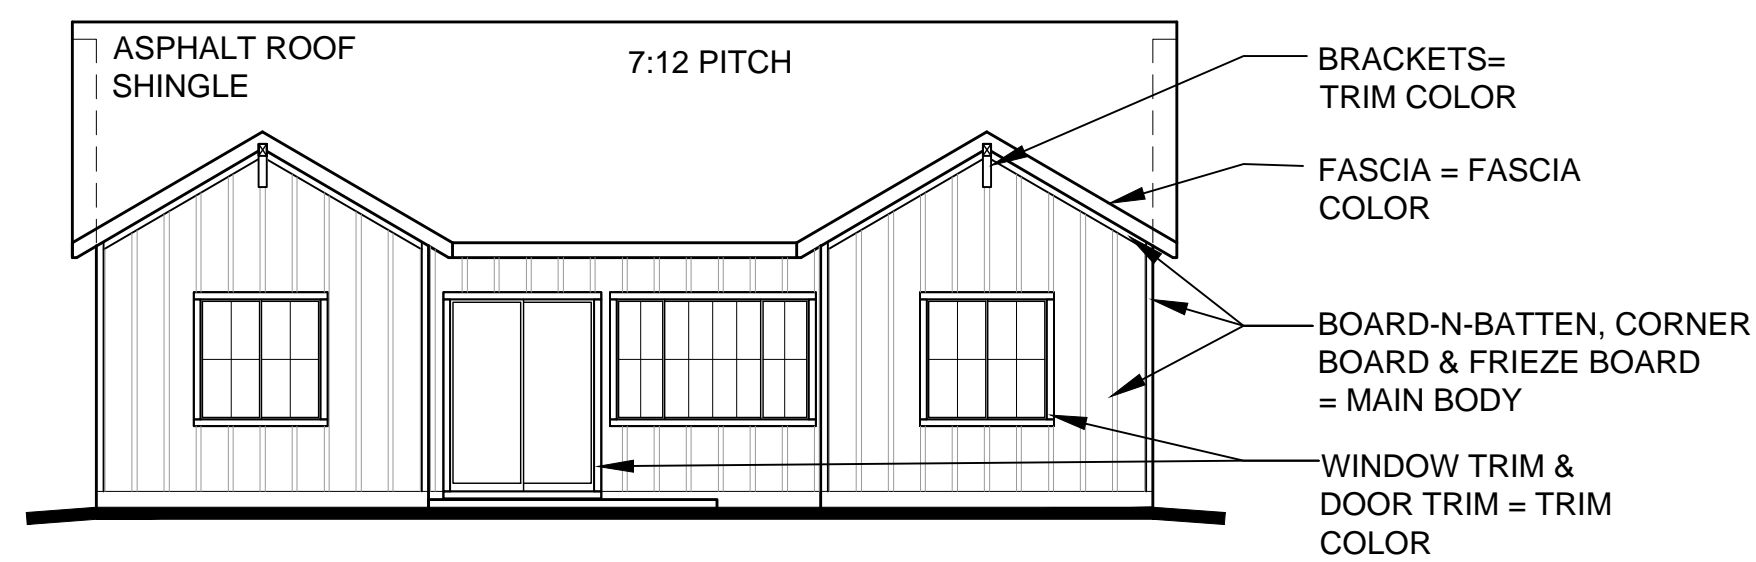 ASPHALT ROOF
SHINGLE
7:12 PITCH
BRACKETS=
TRIM COLOR
FASCIA = FASCIA
COLOR
BOARD-N-BATTEN, CORNER
BOARD & FRIEZE BOARD
= MAIN BODY
WINDOW TRIM &
DOOR TRIM = TRIM
COLOR